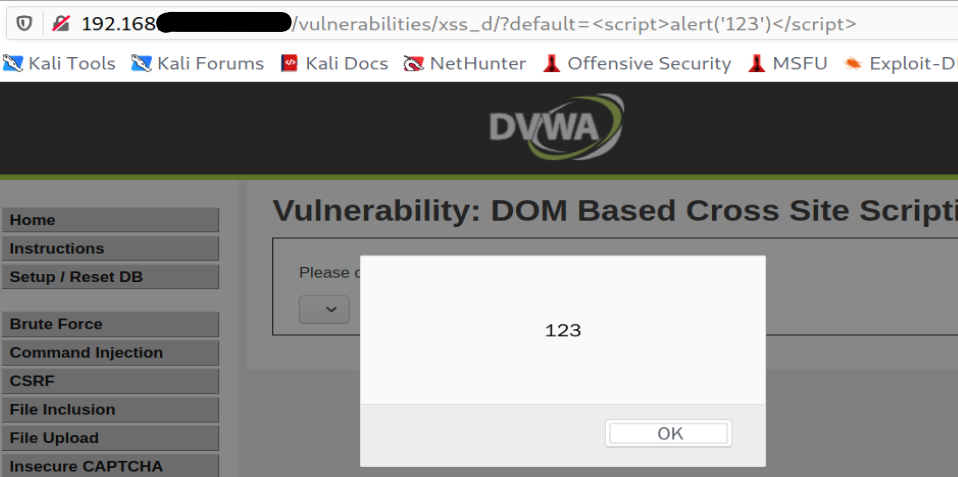 192.168 /vulnerabilities/xss_d/?default=<script>alert('123')</script>
Kali Tools Kali Forums Kali Docs NetHunter Offensive Security MSFU Exploit-D
DVWA
Vulnerability: DOM Based Cross Site Scripti
Home
Instructions
Setup / Reset DB
Please
123
OK
Brute Force
Command Injection
CSRF
File Inclusion
File Upload
Insecure CAPTCHA